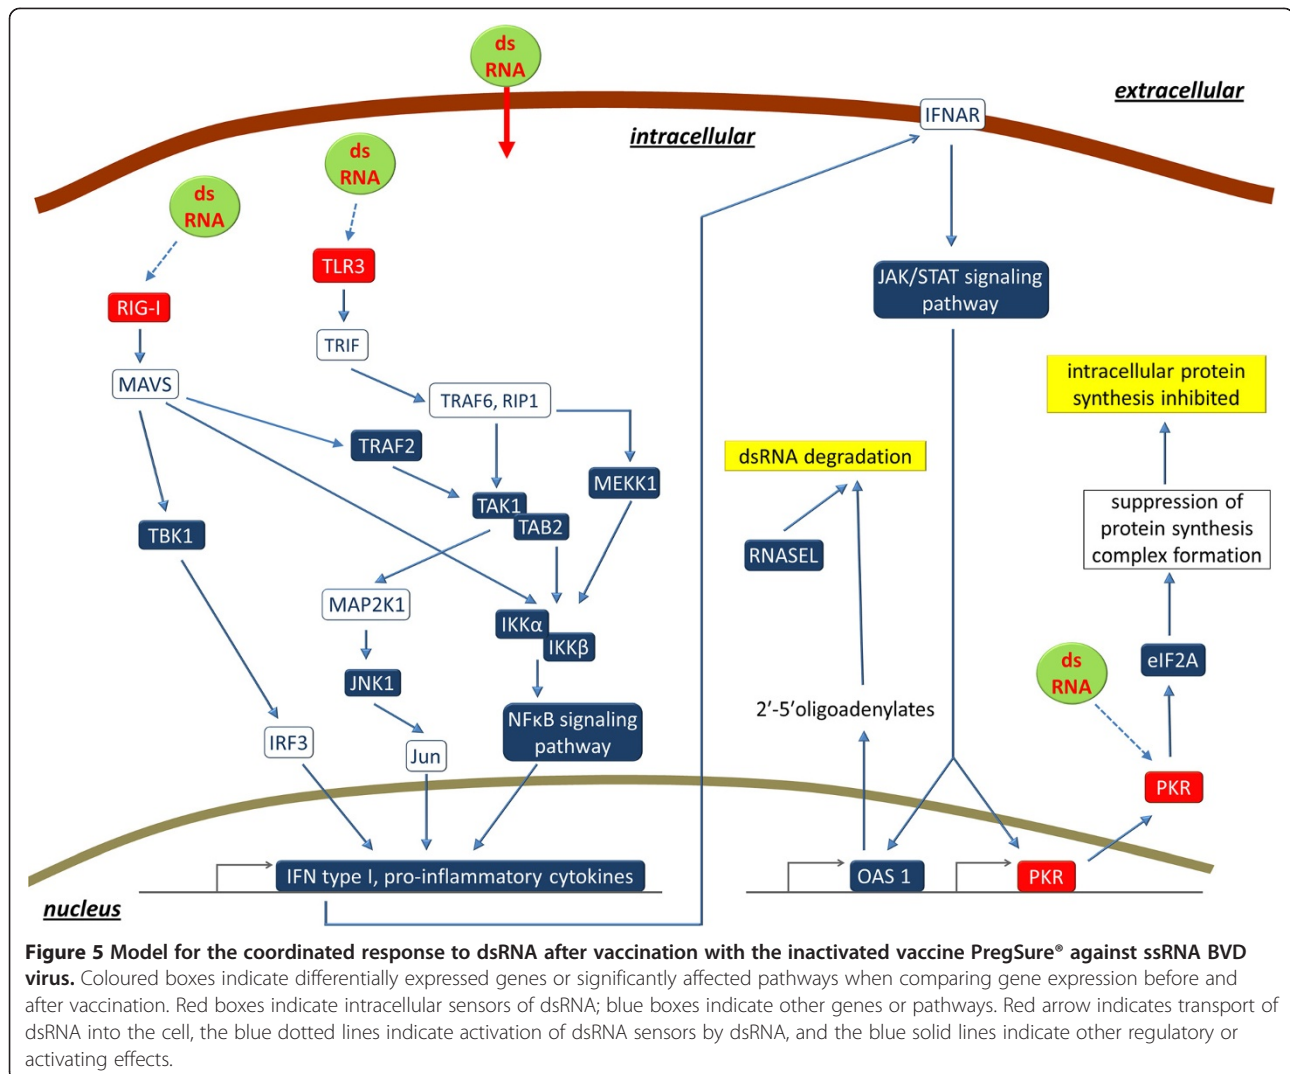 ds
RNA
extracellular
IFNAR
intracellular
ds
RNA
ds
RNA
TLR3
JAK/STAT signaling
pathway
RIG-I
TRIF
MAVS
TRAF6, RIP1
intracellular protein
synthesis inhibited
TRAF2
dsRNA degradation
MEKK1
TAK1
TAB2
suppression of
protein synthesis
complex formation
TBK1
RNASEL
MAP2K1
IKKα
IKKβ
eIF2A
ds
RNA
JNK1
2’-5’oligoadenylates
NFκB signaling
pathway
IRF3
Jun
PKR
IFN type I, pro-inflammatory cytokines
OAS 1
PKR
nucleus
Figure 5 Model for the coordinated response to dsRNA after vaccination with the inactivated vaccine PregSure® against ssRNA BVD
virus. Coloured boxes indicate differentially expressed genes or significantly affected pathways when comparing gene expression before and
after vaccination. Red boxes indicate intracellular sensors of dsRNA; blue boxes indicate other genes or pathways. Red arrow indicates transport of
dsRNA into the cell, the blue dotted lines indicate activation of dsRNA sensors by dsRNA, and the blue solid lines indicate other regulatory or
activating effects.